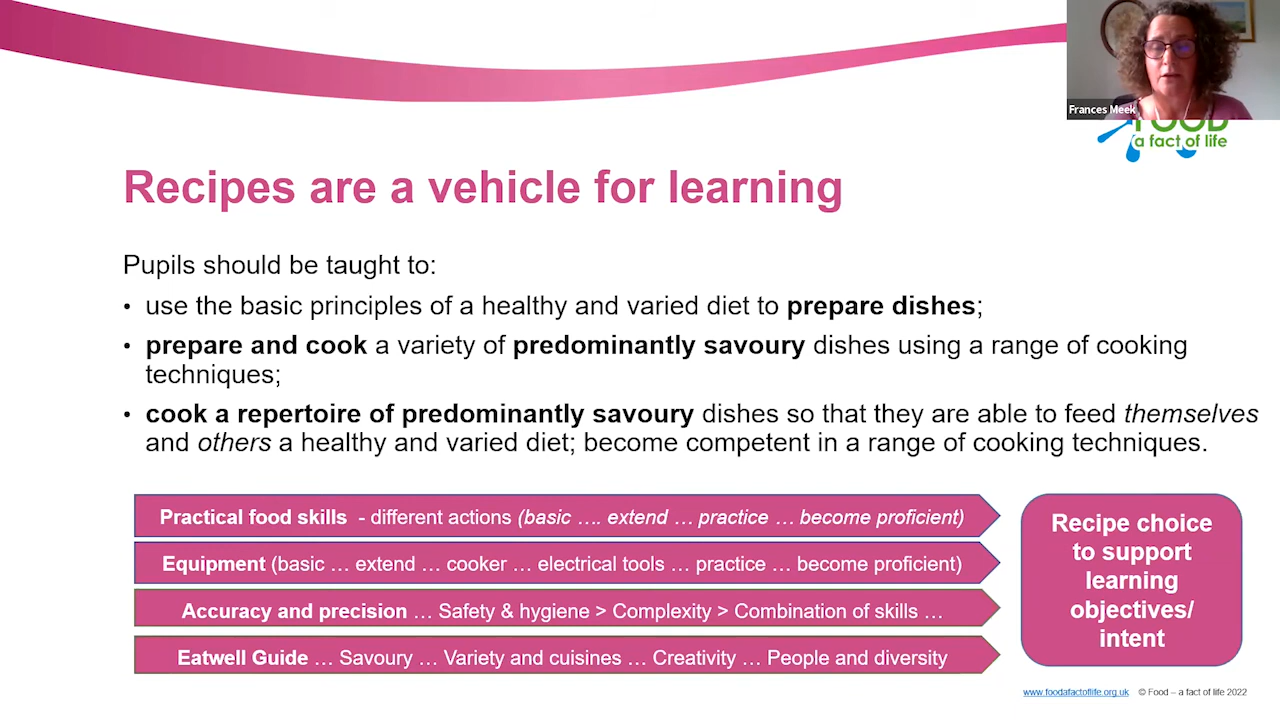 Frances Meek
FOOD
a fact of life
Recipes are a vehicle for learning
Pupils should be taught to:
• use the basic principles of a healthy and varied diet to prepare dishes;
• prepare and cook a variety of predominantly savoury dishes using a range of cooking
techniques;
• cook a repertoire of predominantly savoury dishes so that they are able to feed themselves
and others a healthy and varied diet; become competent in a range of cooking techniques.
Practical food skills - different actions (basic …. extend … practice … become proficient)
Equipment (basic … extend … cooker … electrical tools … practice … become proficient)
Accuracy and precision … Safety & hygiene > Complexity > Combination of skills …
Eatwell Guide … Savoury … Variety and cuisines … Creativity … People and diversity
Recipe choice
to support
learning
objectives/
intent
www.foodafactoflife.org.uk © Food – a fact of life 2022